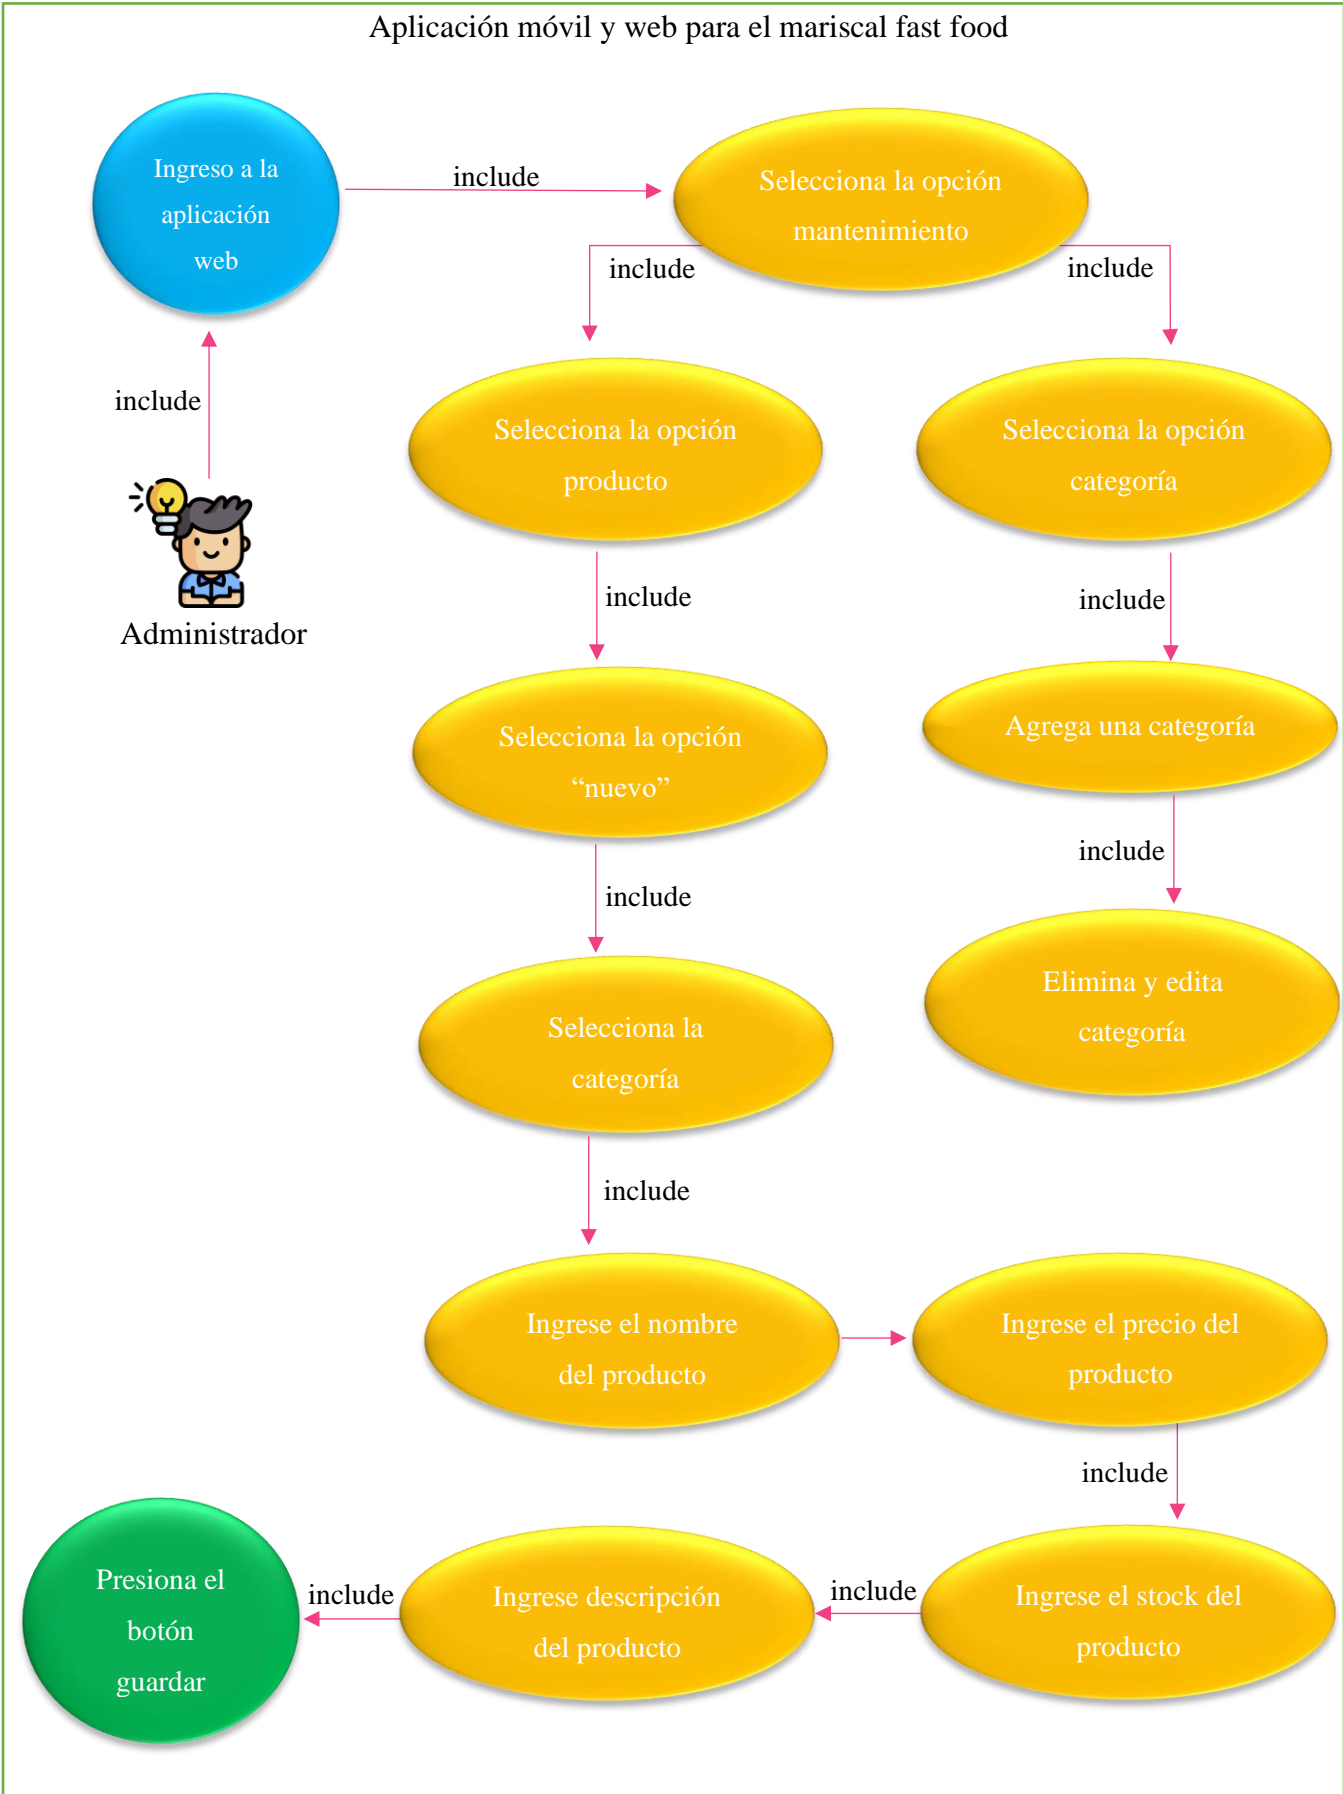 Aplicación móvil y web para el mariscal fast food
Ingreso a la
aplicación
web
include
Selecciona la opción
mantenimiento
include
include
include
Administrador
Selecciona la opción
producto
Selecciona la opción
categoría
include
include
Selecciona la opción
“nuevo”
Agrega una categoría
include
include
Selecciona la
categoría
Elimina y edita
categoría
include
Ingrese el nombre
del producto
Ingrese el precio del
producto
include
Presiona el
botón
guardar
include
Ingrese descripción
del producto
include
Ingrese el stock del
producto